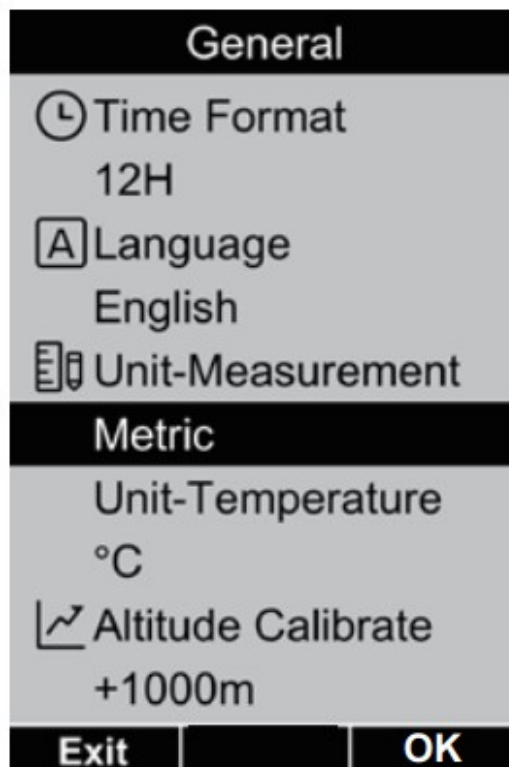 General
Time Format
12H
A Language
English
Unit-Measurement
Metric
Unit-Temperature
°C
Altitude Calibrate
+1000m
Exit OK